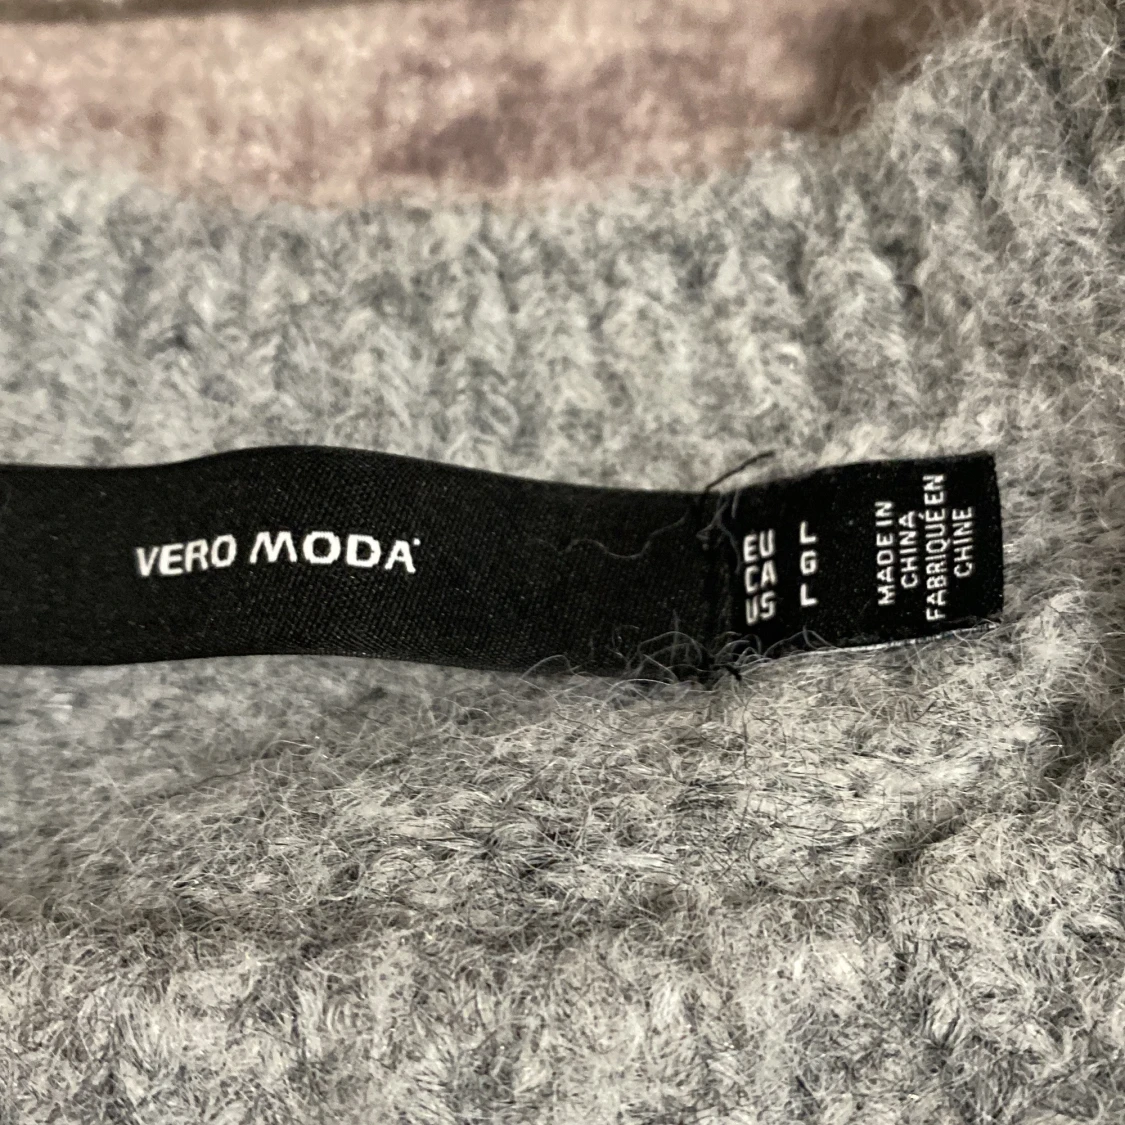 VERO MODA
EU L
CA G
US L
MADE IN
CHINA
FABRIQUÉ EN
CHINE